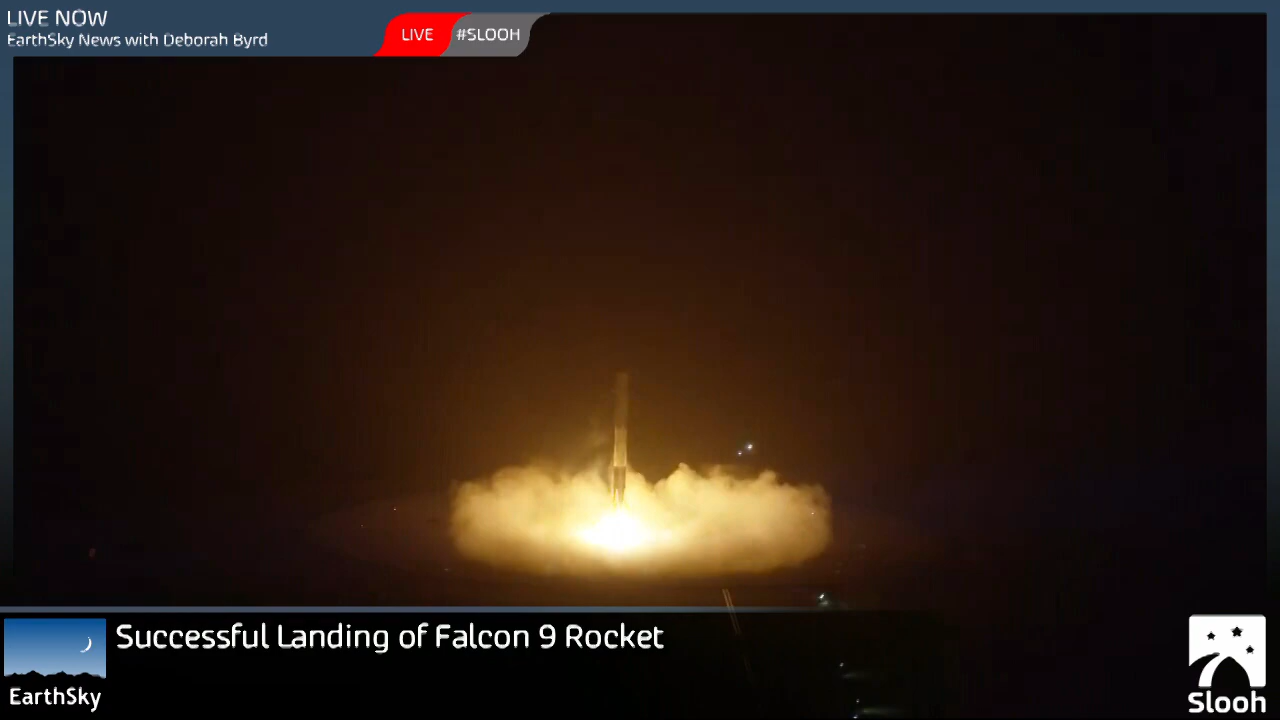 LIVE NOW
EarthSky News with Deborah Byrd
LIVE
#SLOOH
Successful Landing of Falcon 9 Rocket
EarthSky
Slooh